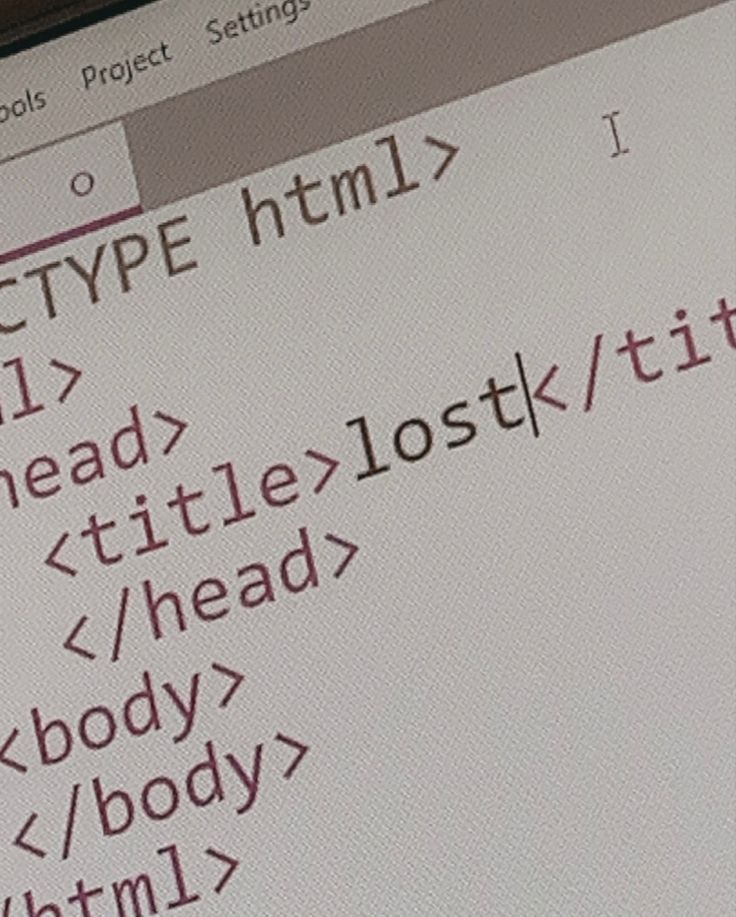 ools Project Settings
CTYPE html>
l>
head>
<title>lost</tit
</head>
<body>
</body>
/html>